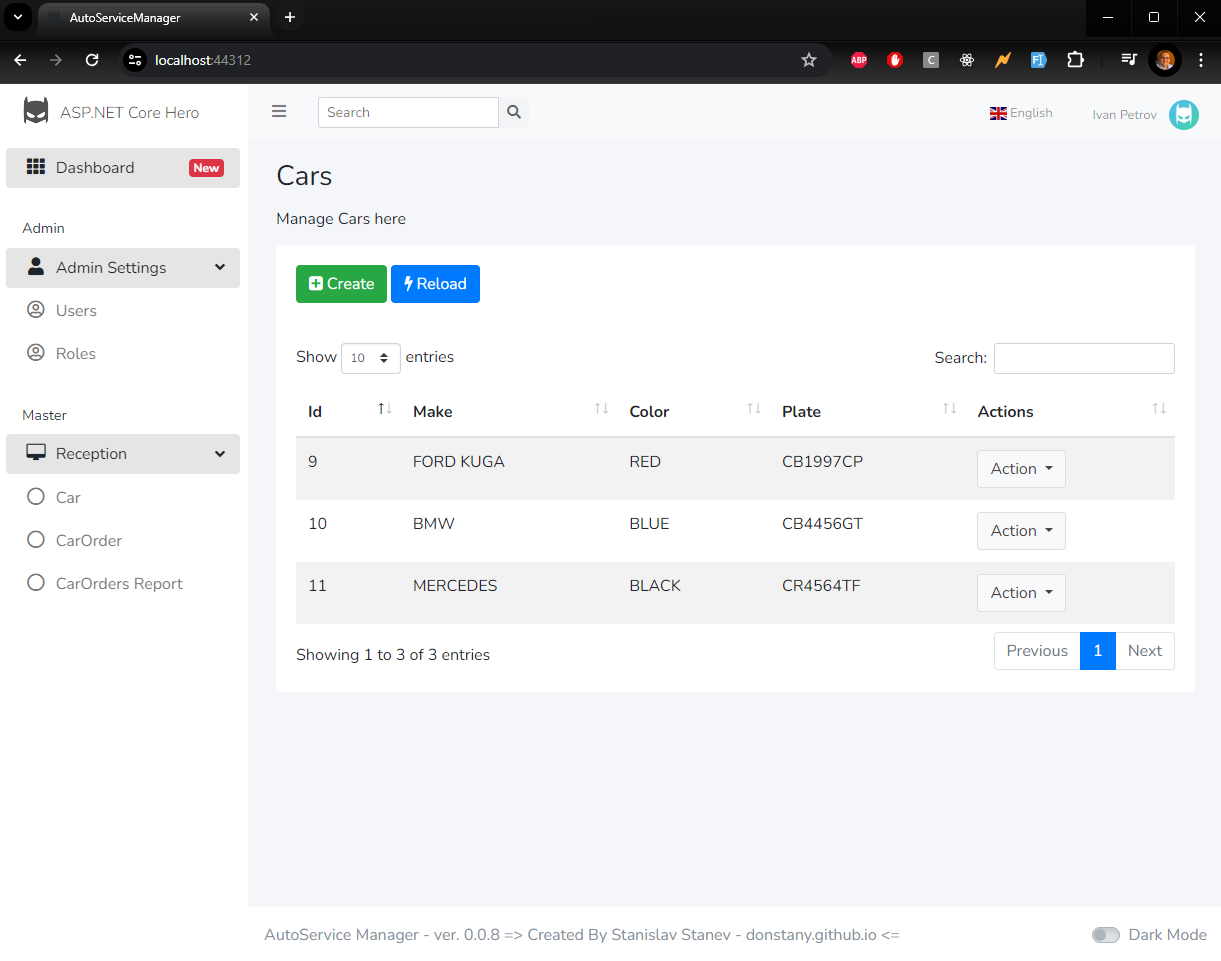 AutoServiceManager
localhost:44312
ABP
C
FI
ASP.NET Core Hero
Search
English
Ivan Petrov
Dashboard New
Admin
Admin Settings
Users
Roles
Master
Reception
Car
CarOrder
CarOrders Report
Cars
Manage Cars here
Create Reload
Show 10 entries Search:
Id Make Color Plate Actions
9 FORD KUGA RED CB1997CP Action
10 BMW BLUE CB4456GT Action
11 MERCEDES BLACK CR4564TF Action
Showing 1 to 3 of 3 entries Previous 1 Next
AutoService Manager - ver. 0.0.8 => Created By Stanislav Stanev - donstany.github.io <= Dark Mode